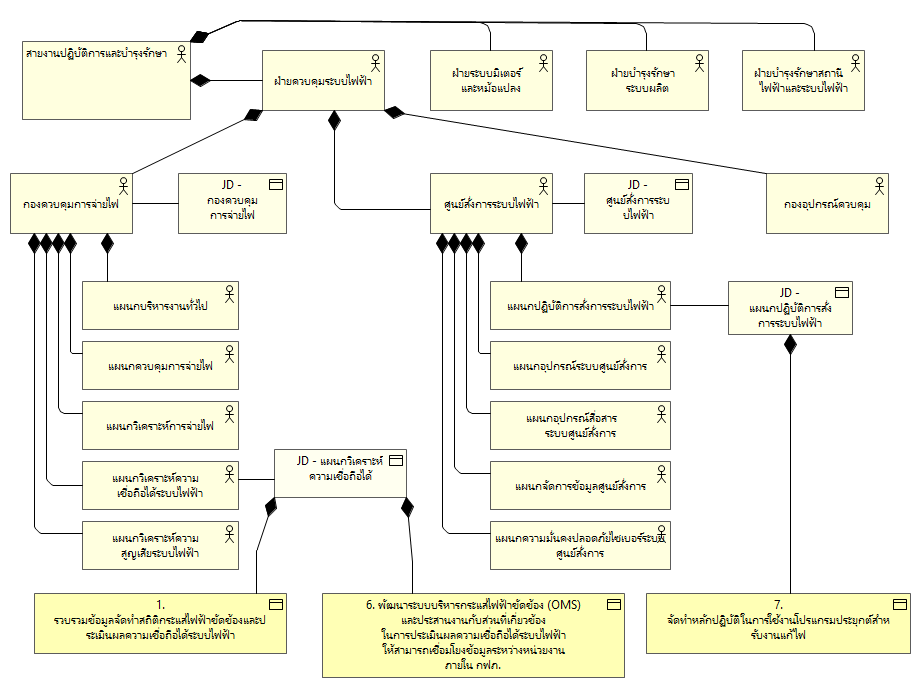 สายงานปฏิบัติการและบำรุงรักษา
ฝ่ายควบคุมระบบไฟฟ้า
ฝ่ายระบบมิเตอร์
และหม้อแปลง
ฝ่ายบำรุงรักษา
ระบบผลิต
ฝ่ายบำรุงรักษาสถานี
ไฟฟ้าและระบบไฟฟ้า
กองควบคุมการจ่ายไฟ
JD -
กองควบคุม
การจ่ายไฟ
ศูนย์สั่งการระบบไฟฟ้า
JD -
ศูนย์สั่งการระบ
บไฟฟ้า
กองอุปกรณ์ควบคุม
แผนกบริหารงานทั่วไป
แผนกควบคุมการจ่ายไฟ
แผนกวิเคราะห์การจ่ายไฟ
แผนกวิเคราะห์ความ
เชื่อถือได้ระบบไฟฟ้า
แผนกวิเคราะห์ความ
สูญเสียระบบไฟฟ้า
JD - แผนกวิเคราะห์
ความเชื่อถือได้
แผนกปฏิบัติการสั่งการระบบไฟฟ้า
แผนกอุปกรณ์ระบบศูนย์สั่งการ
แผนกอุปกรณ์สื่อสาร
ระบบศูนย์สั่งการ
แผนกจัดการข้อมูลศูนย์สั่งการ
แผนกความมั่นคงปลอดภัยไซเบอร์ระบบ
ศูนย์สั่งการ
JD -
แผนกปฏิบัติการสั่ง
การระบบไฟฟ้า
1.
รวบรวมข้อมูลจัดทำสถิติกระแสไฟฟ้าขัดข้องและป
ระเมินผลความเชื่อถือได้ระบบไฟฟ้า
6. พัฒนาระบบบริหารกระแสไฟฟ้าขัดข้อง (OMS)
และประสานงานกับส่วนที่เกี่ยวข้อง
ในการประเมินผลความเชื่อถือได้ระบบไฟฟ้า
ให้สามารถเชื่อมโยงข้อมูลระหว่างหน่วยงาน
ภายใน กฟภ.
7.
จัดทำหลักปฏิบัติในการใช้งานโปรแกรมประยุกต์สำห
รับงานแก้ไฟ